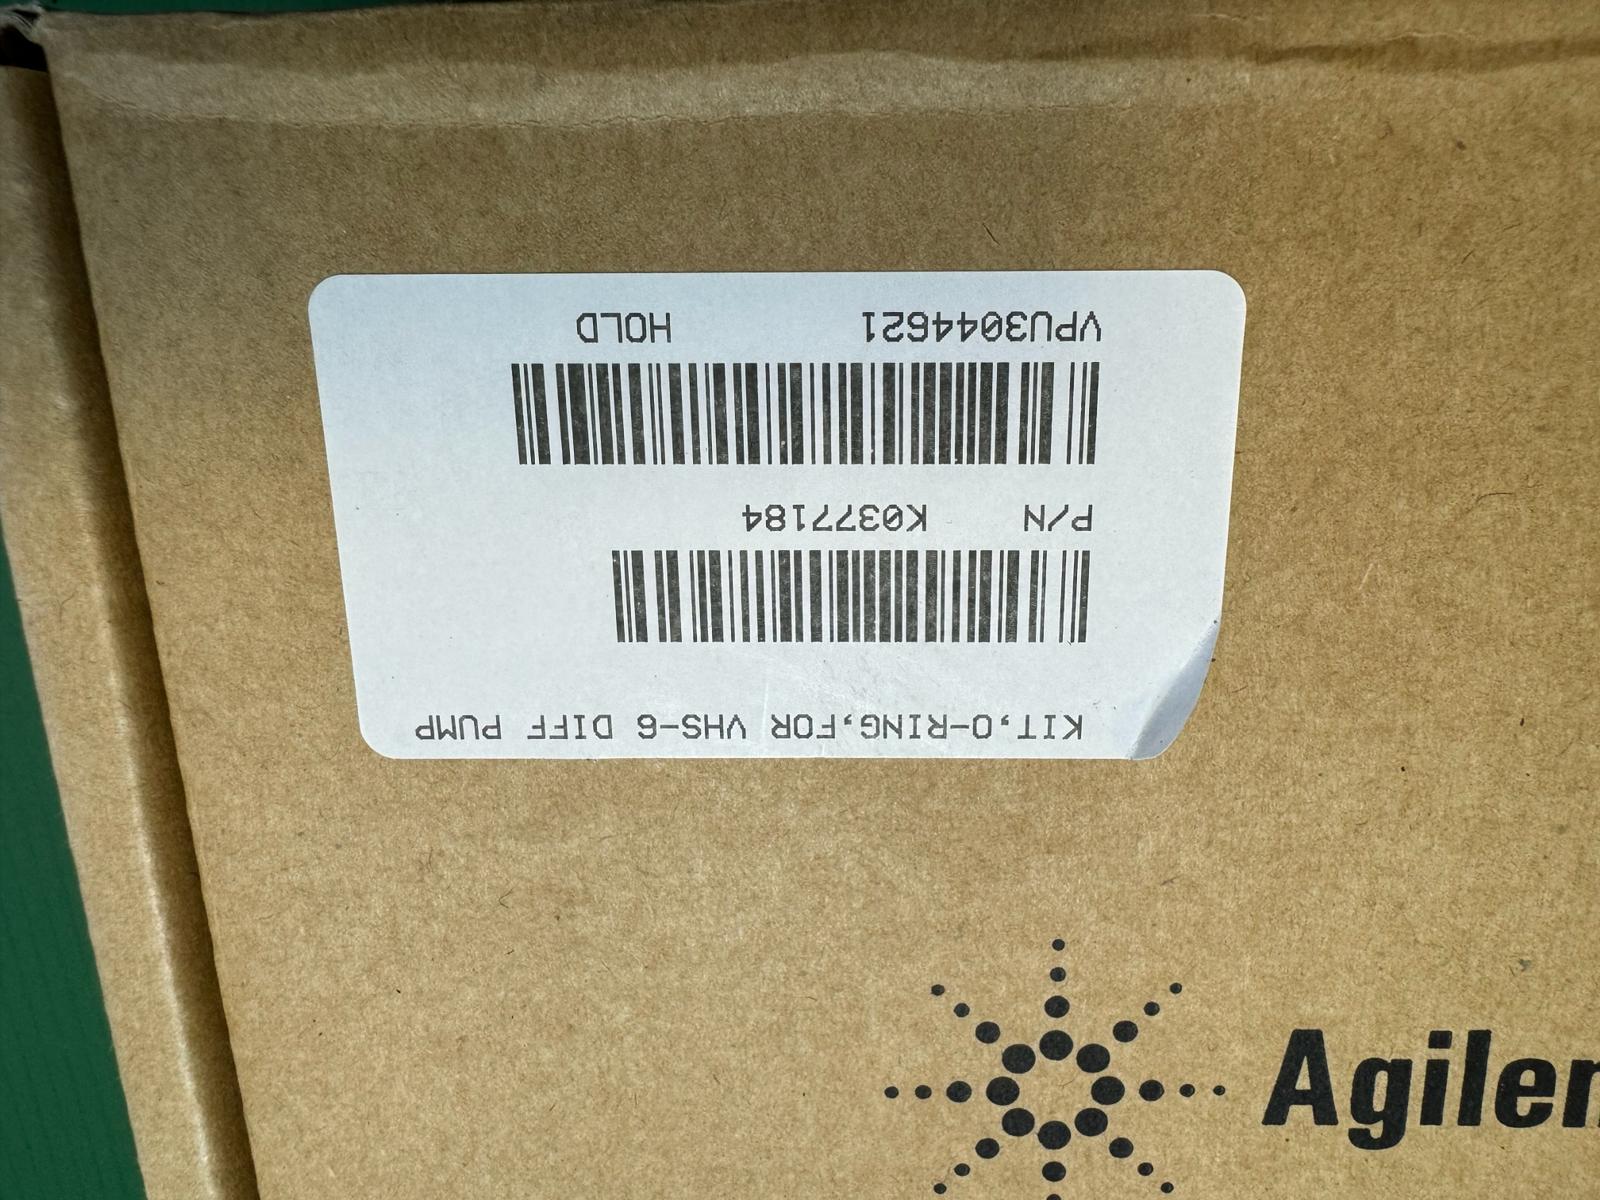 VPU3044621 HOLD
P/N K0377184
KIT,O-RING,FOR VHS-6 DIFF PUMP
Agilen